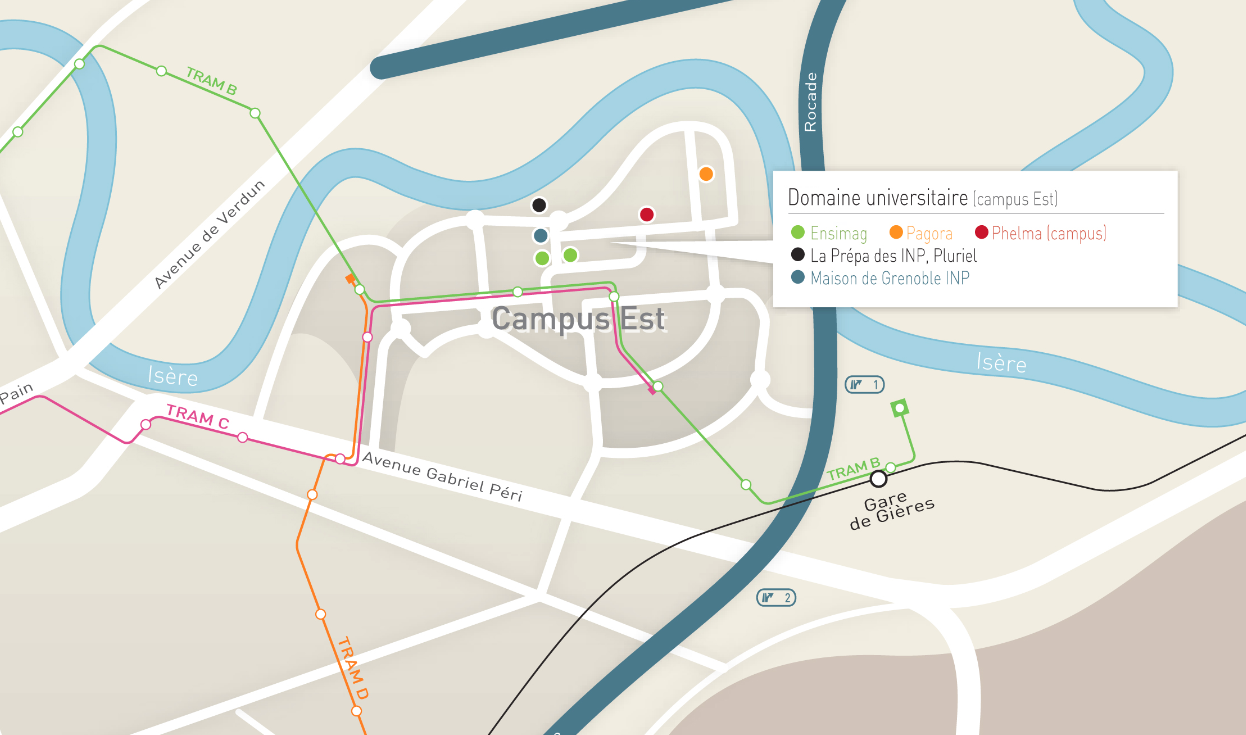 TRAM B
Rocade
Avenue de Verdun
Domaine universitaire (campus Est)
Ensimag Pagora Phelma (campus)
La Prépa des INP, Pluriel
Maison de Grenoble INP
Campus Est
Isère
Isère
1
Pain
TRAM C
Avenue Gabriel Péri
TRAM B
Gare
de Gières
2
TRAM D